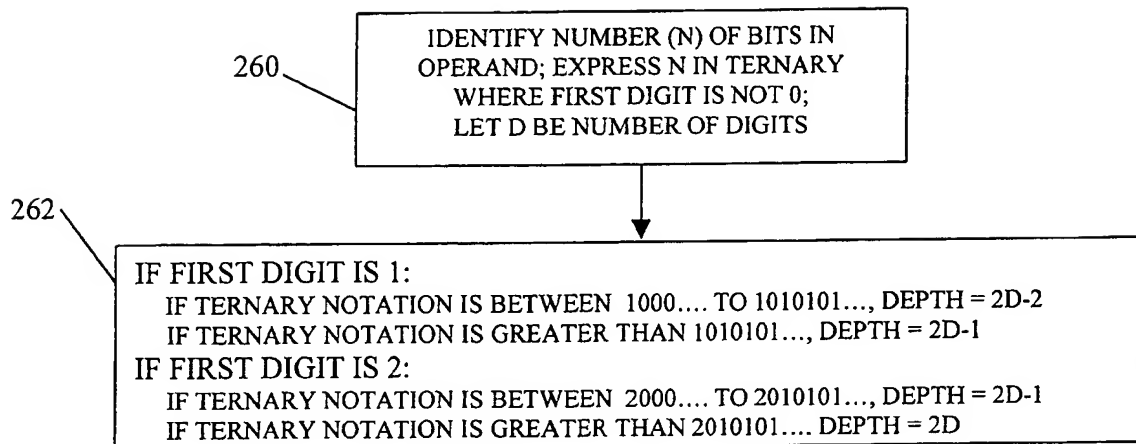 260
IDENTIFY NUMBER (N) OF BITS IN
OPERAND; EXPRESS N IN TERNARY
WHERE FIRST DIGIT IS NOT 0;
LET D BE NUMBER OF DIGITS
262
IF FIRST DIGIT IS 1:
IF TERNARY NOTATION IS BETWEEN 1000.... TO 1010101..., DEPTH = 2D-2
IF TERNARY NOTATION IS GREATER THAN 1010101..., DEPTH = 2D-1
IF FIRST DIGIT IS 2:
IF TERNARY NOTATION IS BETWEEN 2000.... TO 2010101..., DEPTH = 2D-1
IF TERNARY NOTATION IS GREATER THAN 2010101.... DEPTH = 2D